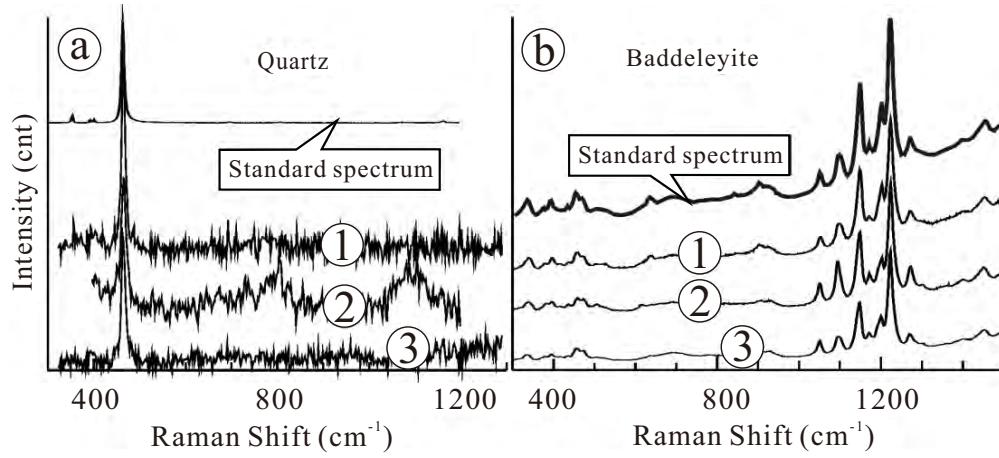 Intensity (cnt)
a
Quartz
Standard spectrum
1
2
3
400 800 1200
Raman Shift (cm-1)
b
Baddeleyite
Standard spectrum
1
2
3
400 800 1200
Raman Shift (cm-1)